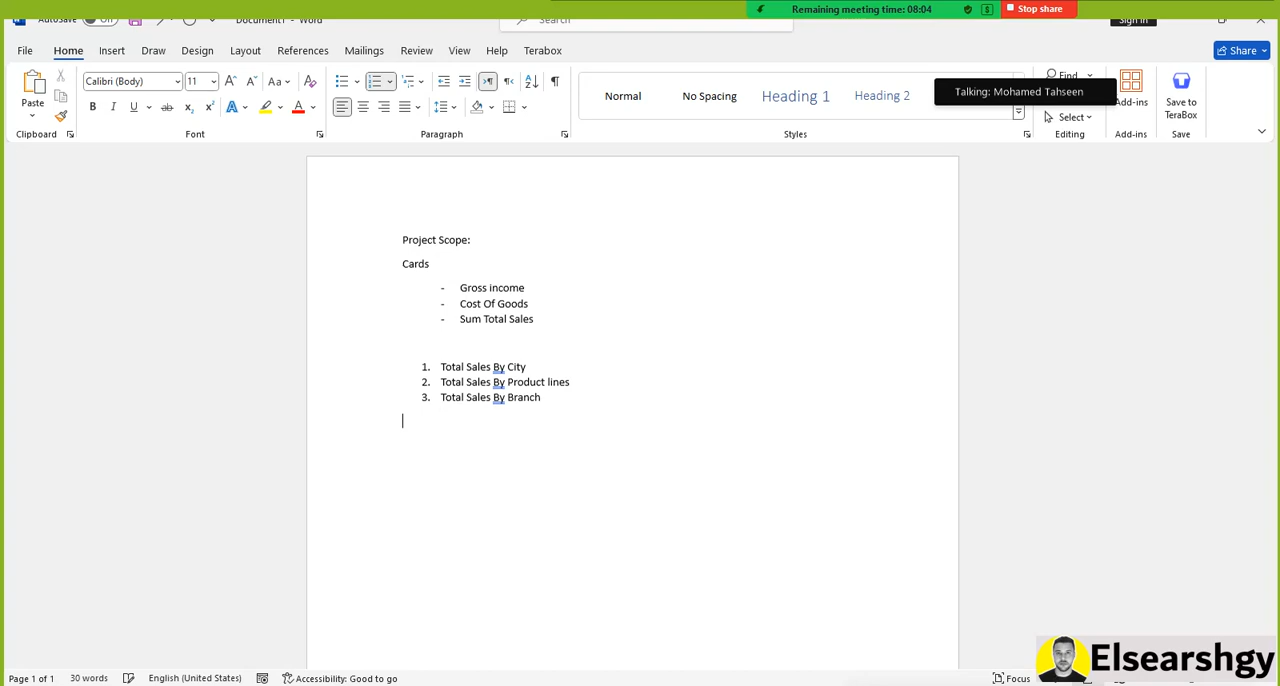 Remaining meeting time: 08:04
Stop share
AutoSave
Off
Document1 - Word
Search
Sign in
File Home Insert Draw Design Layout References Mailings Review View Help Terabox
Share
Paste
Calibri (Body) 11
Normal No Spacing Heading 1 Heading 2
Find
Select
Talking: Mohamed Tahseen
Add-ins
Save to
TeraBox
Clipboard Font Paragraph Styles Editing Add-ins Save
Project Scope:
Cards
- Gross income
- Cost Of Goods
- Sum Total Sales
1. Total Sales By City
2. Total Sales By Product lines
3. Total Sales By Branch
Page 1 of 1 30 words English (United States) Accessibility: Good to go
Focus
Elsearshgy